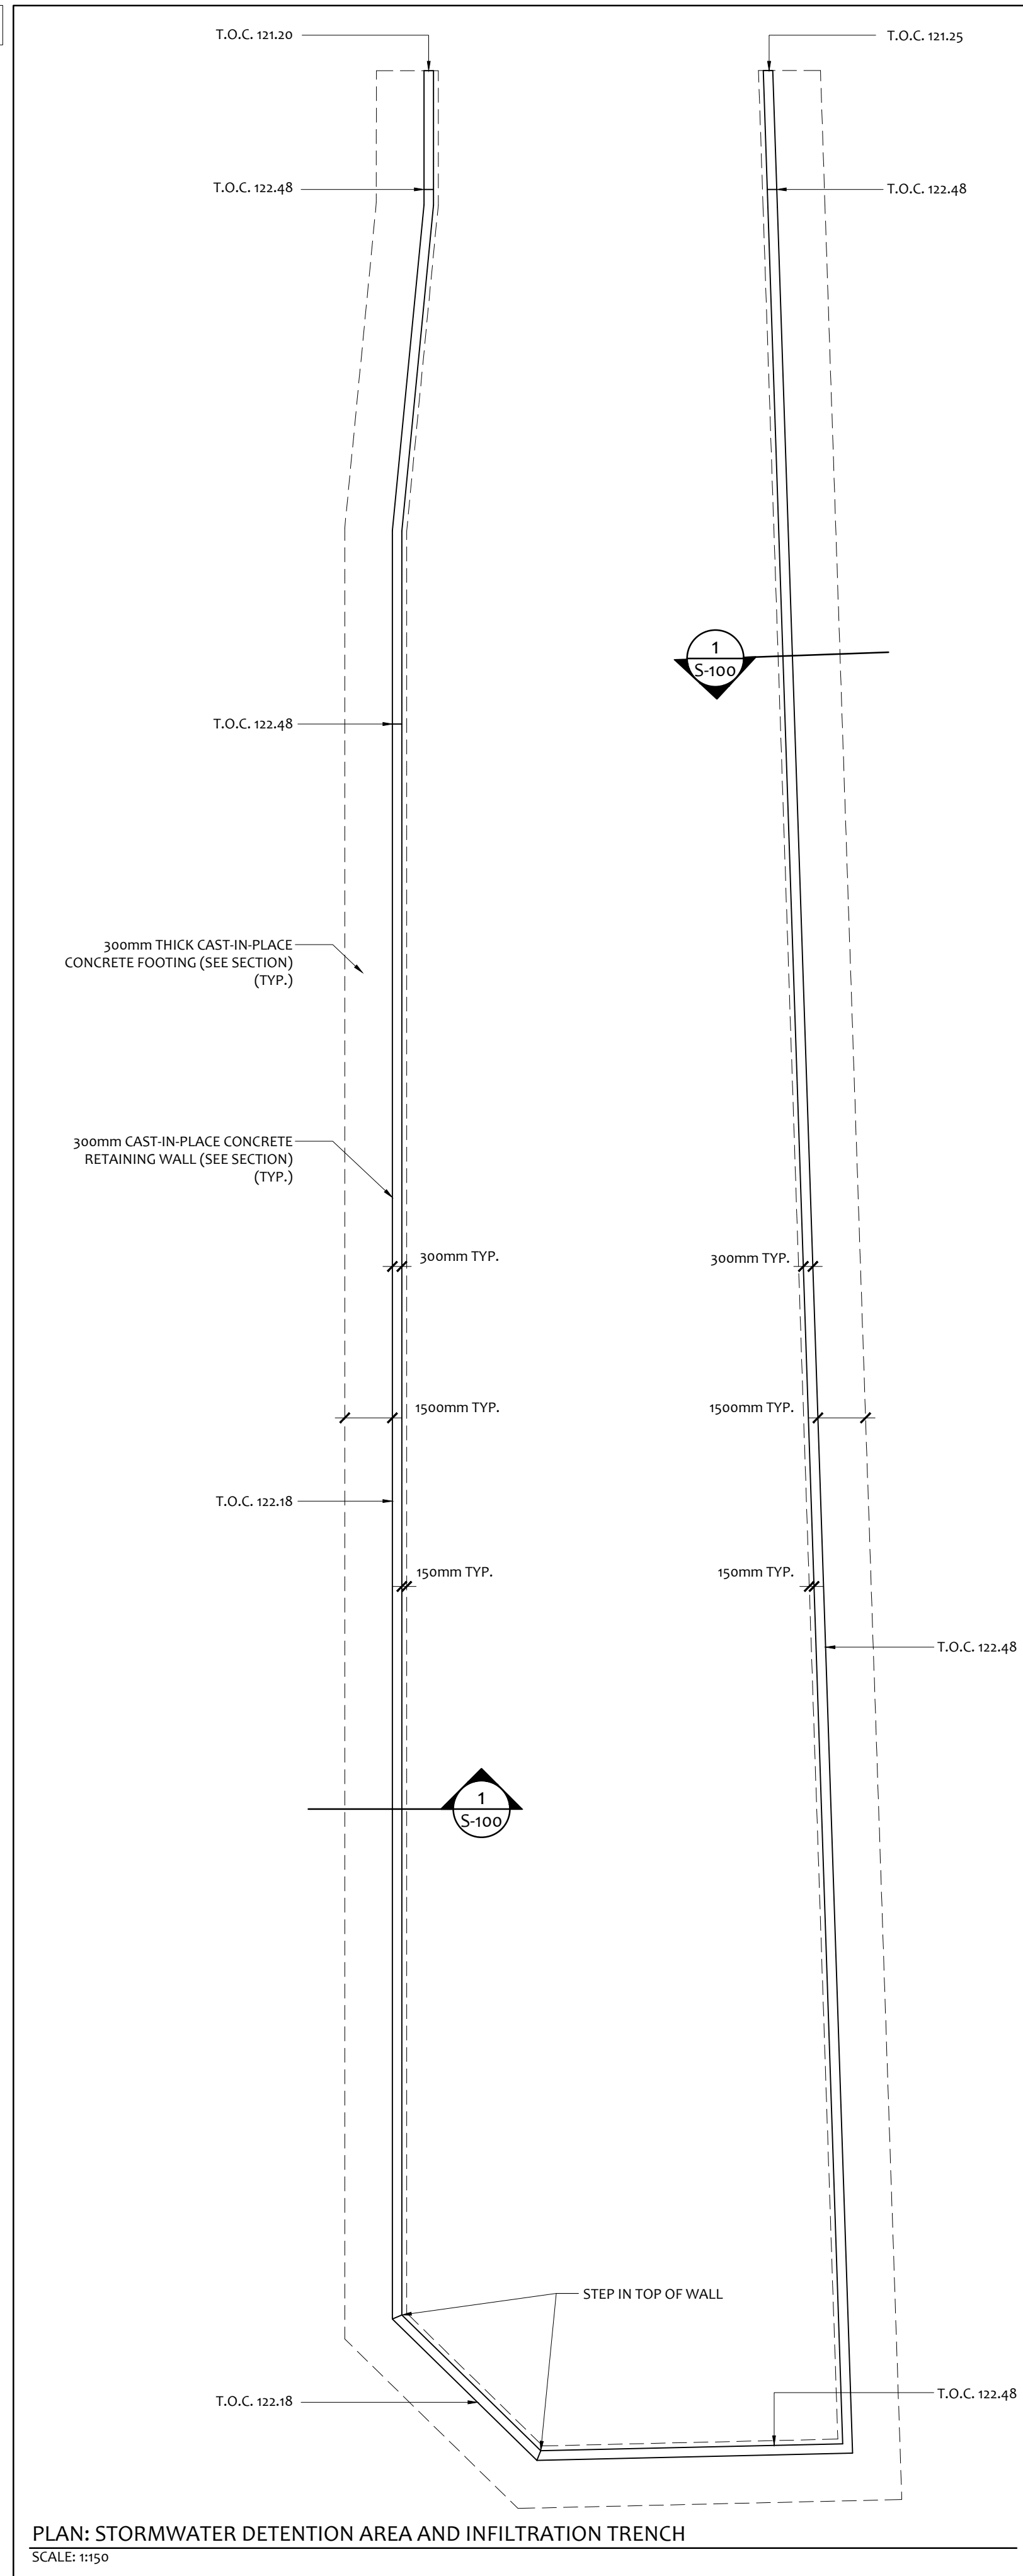 T.O.C. 121.20
T.O.C. 121.25
T.O.C. 122.48
T.O.C. 122.48
1
S-100
T.O.C. 122.48
300mm THICK CAST-IN-PLACE
CONCRETE FOOTING (SEE SECTION)
(TYP.)
300mm CAST-IN-PLACE CONCRETE
RETAINING WALL (SEE SECTION)
(TYP.)
300mm TYP.
300mm TYP.
1500mm TYP.
1500mm TYP.
T.O.C. 122.18
150mm TYP.
150mm TYP.
T.O.C. 122.48
1
S-100
STEP IN TOP OF WALL
T.O.C. 122.18
T.O.C. 122.48
PLAN: STORMWATER DETENTION AREA AND INFILTRATION TRENCH
SCALE: 1:150